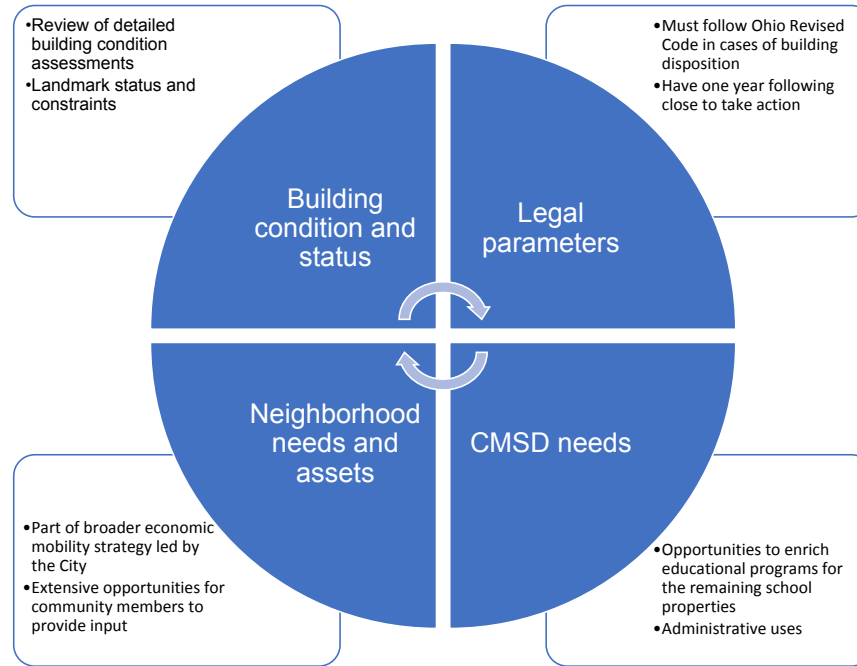 •Review of detailed
building condition
assessments
•Landmark status and
constraints
•Must follow Ohio Revised
Code in cases of building
disposition
•Have one year following
close to take action
Building
condition and
status
Legal
parameters
Neighborhood
needs and
assets
CMSD needs
•Part of broader economic
mobility strategy led by
the City
•Extensive opportunities for
community members to
provide input
•Opportunities to enrich
educational programs for
the remaining school
properties
•Administrative uses